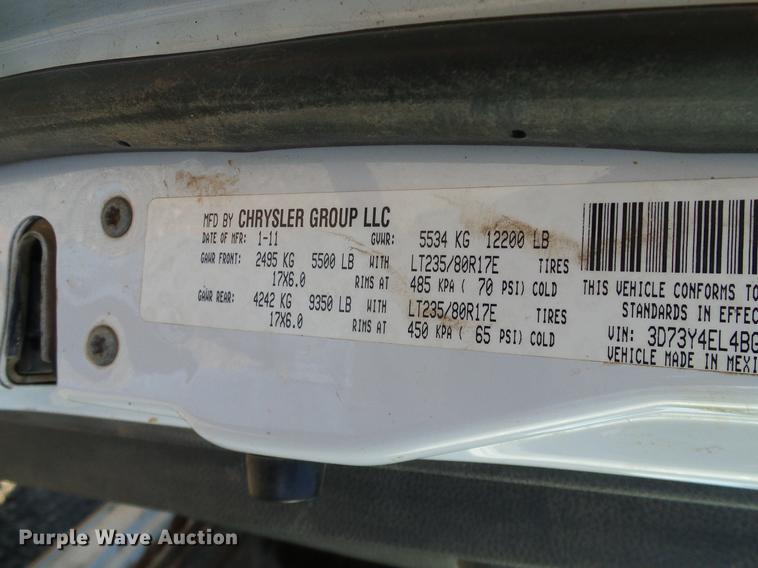 MFD BY CHRYSLER GROUP LLC
DATE OF MFR: 1-11 GVWR: 5534 KG 12200 LB
GAWR FRONT: 2495 KG 5500 LB WITH LT235/80R17E TIRES
17X6.0 RIMS AT 485 KPA ( 70 PSI) COLD
GAWR REAR: 4242 KG 9350 LB WITH LT235/80R17E TIRES
17X6.0 RIMS AT 450 KPA ( 65 PSI) COLD
THIS VEHICLE CONFORMS TO
STANDARDS IN EFFEC
VIN: 3D73Y4EL4BG
VEHICLE MADE IN MEXI
Purple Wave Auction